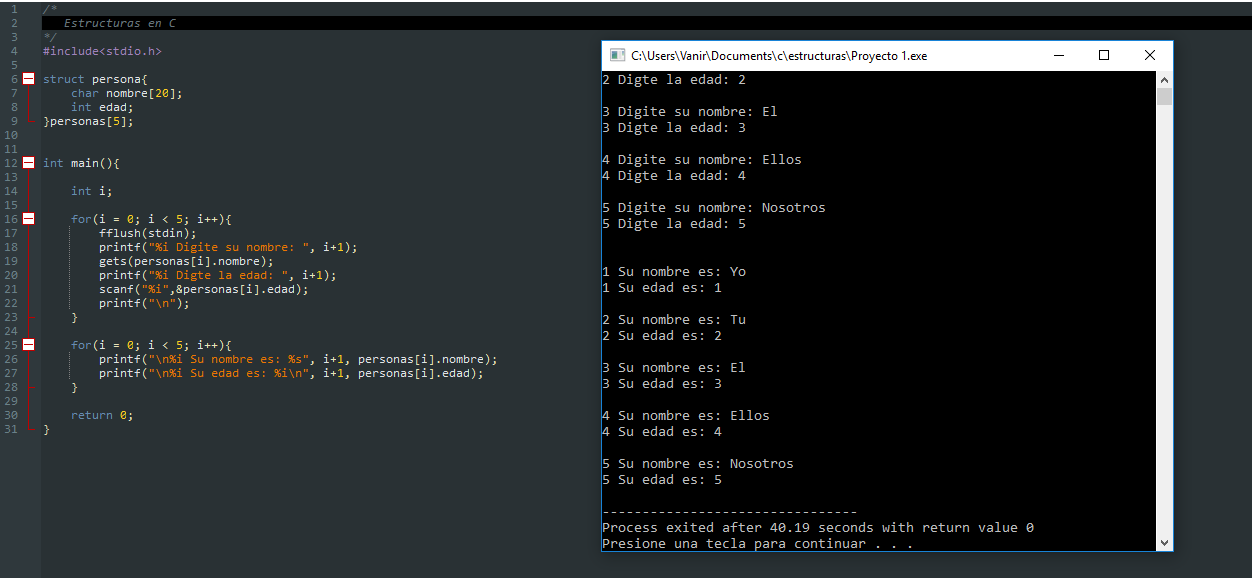 1 /*
2    Estructuras en C
3 */
4 #include<stdio.h>
5
6 struct persona{
7     char nombre[20];
8     int edad;
9 }personas[5];
10
11
12 int main(){
13
14     int i;
15
16     for(i = 0; i < 5; i++){
17         fflush(stdin);
18         printf("%i Digite su nombre: ", i+1);
19         gets(personas[i].nombre);
20         printf("%i Digte la edad: ", i+1);
21         scanf("%i",&personas[i].edad);
22         printf("\n");
23     }
24
25     for(i = 0; i < 5; i++){
26         printf("\n%i Su nombre es: %s", i+1, personas[i].nombre);
27         printf("\n%i Su edad es: %i\n", i+1, personas[i].edad);
28     }
29
30     return 0;
31 }
C:\Users\Vanir\Documents\c\estructuras\Proyecto 1.exe
2 Digte la edad: 2
3 Digite su nombre: El
3 Digte la edad: 3
4 Digite su nombre: Ellos
4 Digte la edad: 4
5 Digite su nombre: Nosotros
5 Digte la edad: 5
1 Su nombre es: Yo
1 Su edad es: 1
2 Su nombre es: Tu
2 Su edad es: 2
3 Su nombre es: El
3 Su edad es: 3
4 Su nombre es: Ellos
4 Su edad es: 4
5 Su nombre es: Nosotros
5 Su edad es: 5
--------------------------------
Process exited after 40.19 seconds with return value 0
Presione una tecla para continuar . . .